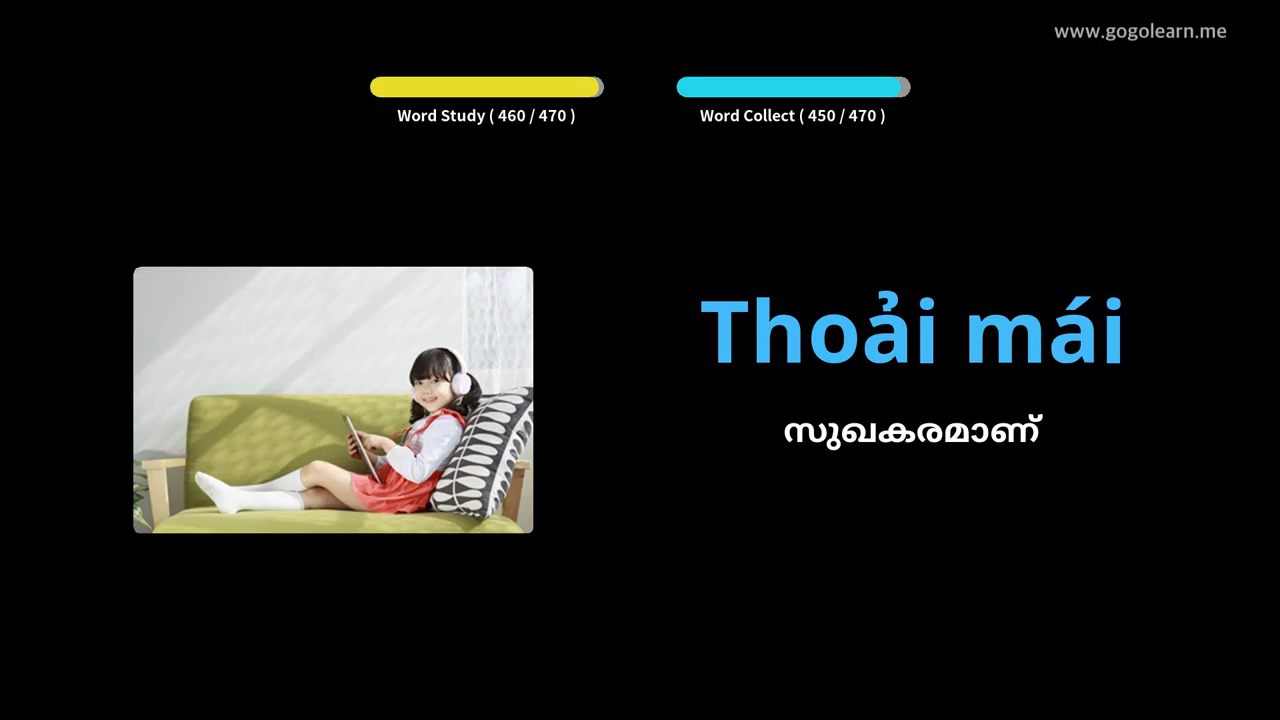 www.gogolearn.me
Word Study ( 460 / 470 )
Word Collect ( 450 / 470 )
Thoải mái
സുഖകരമാണ്